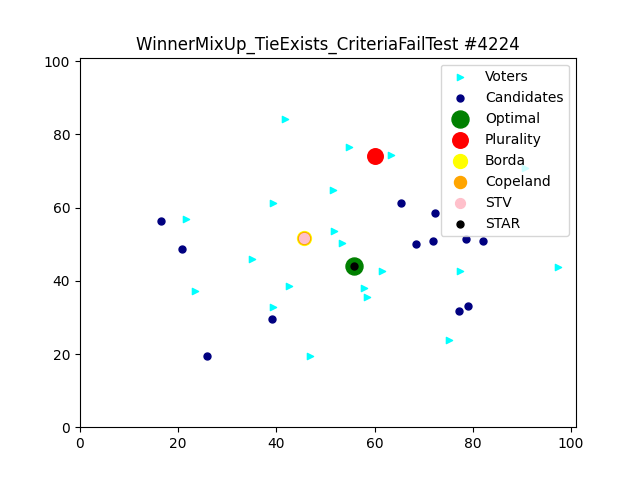 WinnerMixUp_TieExists_CriteriaFailTest #4224
100
80
60
40
20
0
0 20 40 60 80 100
Voters
Candidates
Optimal
Plurality
Borda
Copeland
STV
STAR